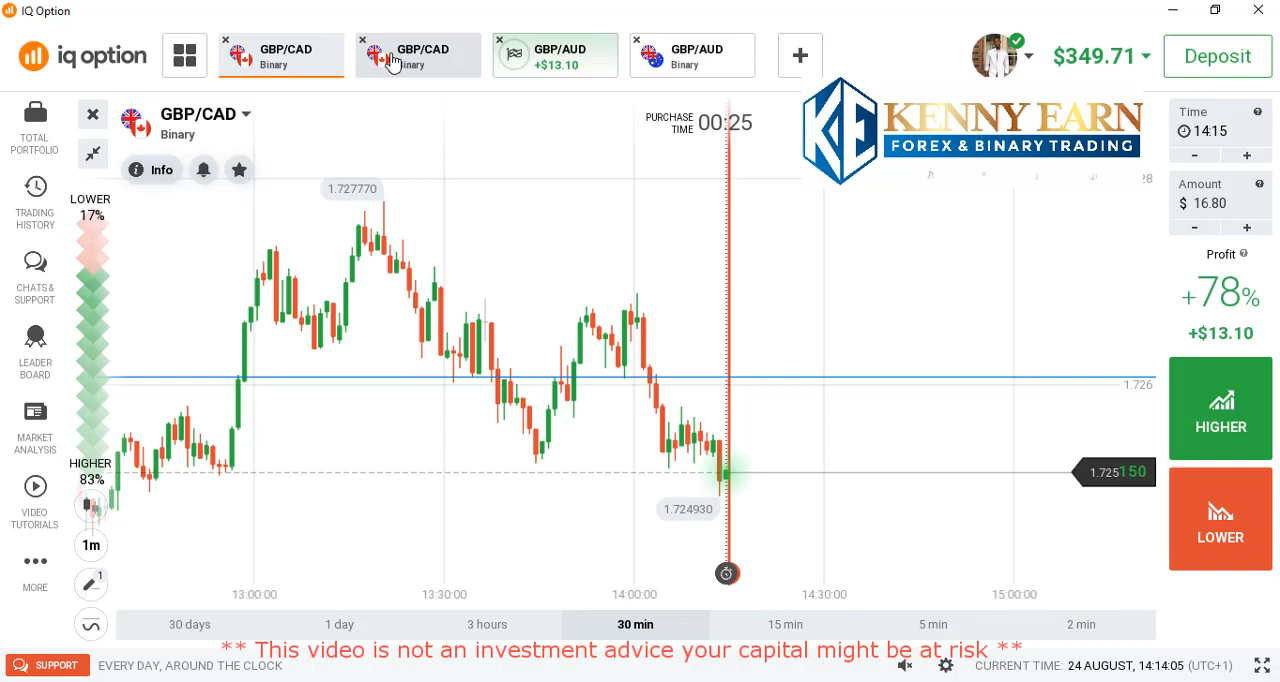 IQ Option
iq option
GBP/CAD
Binary
GBP/CAD
Binary
GBP/AUD
+$13.10
GBP/AUD
Binary
$349.71
Deposit
TOTAL
PORTFOLIO
TRADING
HISTORY
CHATS &
SUPPORT
LEADER
BOARD
MARKET
ANALYSIS
VIDEO
TUTORIALS
MORE
GBP/CAD
Binary
Info
PURCHASE
TIME
00:25
KE
KENNY EARN
FOREX & BINARY TRADING
28
LOWER
17%
HIGHER
83%
1m
1
1.727770
1.726
1.725150
1.724930
13:00:00
13:30:00
14:00:00
14:30:00
15:00:00
30 days
1 day
3 hours
30 min
15 min
5 min
2 min
Time
14:15
- +
Amount
$ 16.80
- +
Profit
+78%
+$13.10
HIGHER
LOWER
** This video is not an investment advice your capital might be at risk **
SUPPORT
EVERY DAY, AROUND THE CLOCK
CURRENT TIME: 24 AUGUST, 14:14:05 (UTC+1)